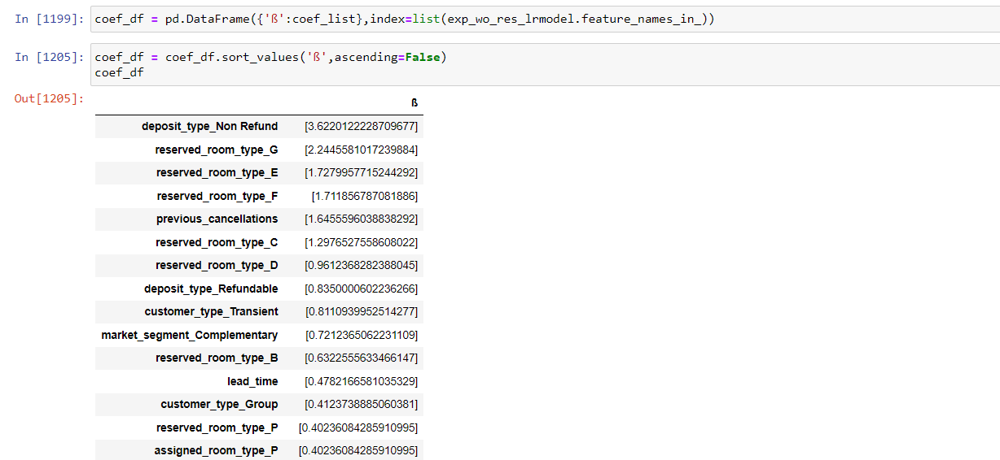 In [1199]: coef_df = pd.DataFrame({'ß':coef_list},index=list(exp_wo_res_lrmodel.feature_names_in_))
In [1205]: coef_df = coef_df.sort_values('ß',ascending=False)
coef_df
Out[1205]:
ß
deposit_type_Non Refund [3.6220122228709677]
reserved_room_type_G [2.2445581017239884]
reserved_room_type_E [1.7279957715244292]
reserved_room_type_F [1.711856787081886]
previous_cancellations [1.6455596038838292]
reserved_room_type_C [1.2976527558608022]
reserved_room_type_D [0.9612368282388045]
deposit_type_Refundable [0.8350000602236266]
customer_type_Transient [0.8110939952514277]
market_segment_Complementary [0.7212365062231109]
reserved_room_type_B [0.6322555633466147]
lead_time [0.4782166581035329]
customer_type_Group [0.4123738885060381]
reserved_room_type_P [0.40236084285910995]
assigned_room_type_P [0.40236084285910995]